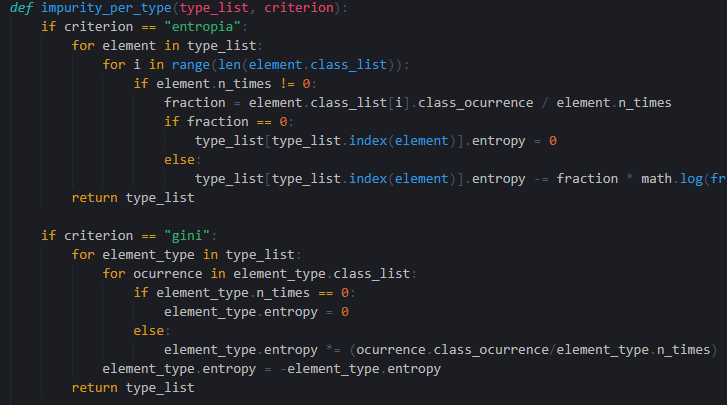 def impurity_per_type(type_list, criterion):
if criterion == "entropia":
for element in type_list:
for i in range(len(element.class_list)):
if element.n_times != 0:
fraction = element.class_list[i].class_ocurrence / element.n_times
if fraction == 0:
type_list[type_list.index(element)].entropy = 0
else:
type_list[type_list.index(element)].entropy -= fraction * math.log(fr
return type_list
if criterion == "gini":
for element_type in type_list:
for ocurrence in element_type.class_list:
if element_type.n_times == 0:
element_type.entropy = 0
else:
element_type.entropy *= (ocurrence.class_ocurrence/element_type.n_times)
element_type.entropy = -element_type.entropy
return type_list